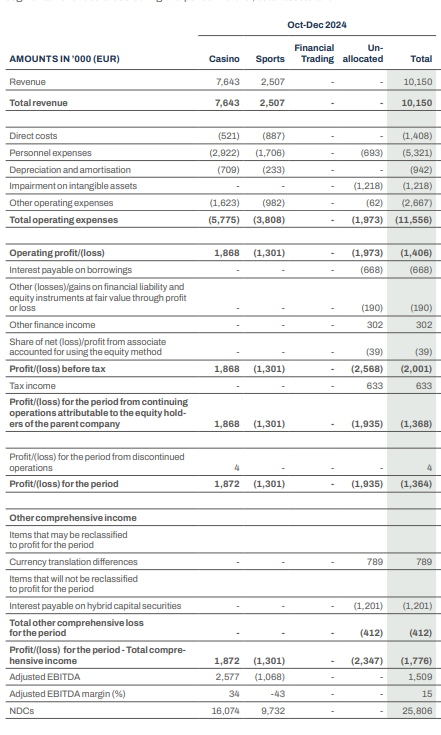 Oct-Dec 2024
AMOUNTS IN '000 (EUR) Casino Sports Financial Trading Un-allocated Total
Revenue 7,643 2,507 - - 10,150
Total revenue 7,643 2,507 - - 10,150
Direct costs (521) (887) - - (1,408)
Personnel expenses (2,922) (1,706) - (693) (5,321)
Depreciation and amortisation (709) (233) - - (942)
Impairment on intangible assets - - - (1,218) (1,218)
Other operating expenses (1,623) (982) - (62) (2,667)
Total operating expenses (5,775) (3,808) - (1,973) (11,556)
Operating profit/(loss) 1,868 (1,301) - (1,973) (1,406)
Interest payable on borrowings - - - (668) (668)
Other (losses)/gains on financial liability and
equity instruments at fair value through profit
or loss - - - (190) (190)
Other finance income - - - 302 302
Share of net (loss)/profit from associate
accounted for using the equity method - - - (39) (39)
Profit/(loss) before tax 1,868 (1,301) - (2,568) (2,001)
Tax income - - - 633 633
Profit/(loss) for the period from continuing
operations attributable to the equity hold-
ers of the parent company 1,868 (1,301) - (1,935) (1,368)
Profit/(loss) for the period from discontinued
operations 4 - - - 4
Profit/(loss) for the period 1,872 (1,301) - (1,935) (1,364)
Other comprehensive income
Items that may be reclassified
to profit for the period
Currency translation differences - - - 789 789
Items that will not be reclassified
to profit for the period
Interest payable on hybrid capital securities - - - (1,201) (1,201)
Total other comprehensive loss
for the period - - - (412) (412)
Profit/(loss) for the period - Total compre-
hensive income 1,872 (1,301) - (2,347) (1,776)
Adjusted EBITDA 2,577 (1,068) - - 1,509
Adjusted EBITDA margin (%) 34 -43 - - 15
NDCs 16,074 9,732 - - 25,806